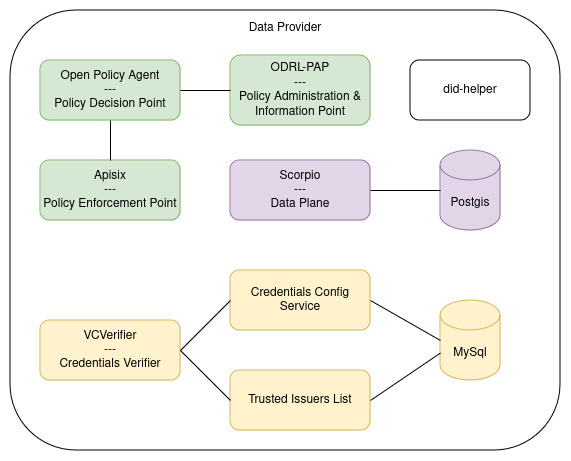 Data Provider
Open Policy Agent
---
Policy Decision Point
ODRL-PAP
---
Policy Administration &
Information Point
did-helper
Apisix
---
Policy Enforcement Point
Scorpio
---
Data Plane
Postgis
VCVerifier
---
Credentials Verifier
Credentials Config
Service
Trusted Issuers List
MySql